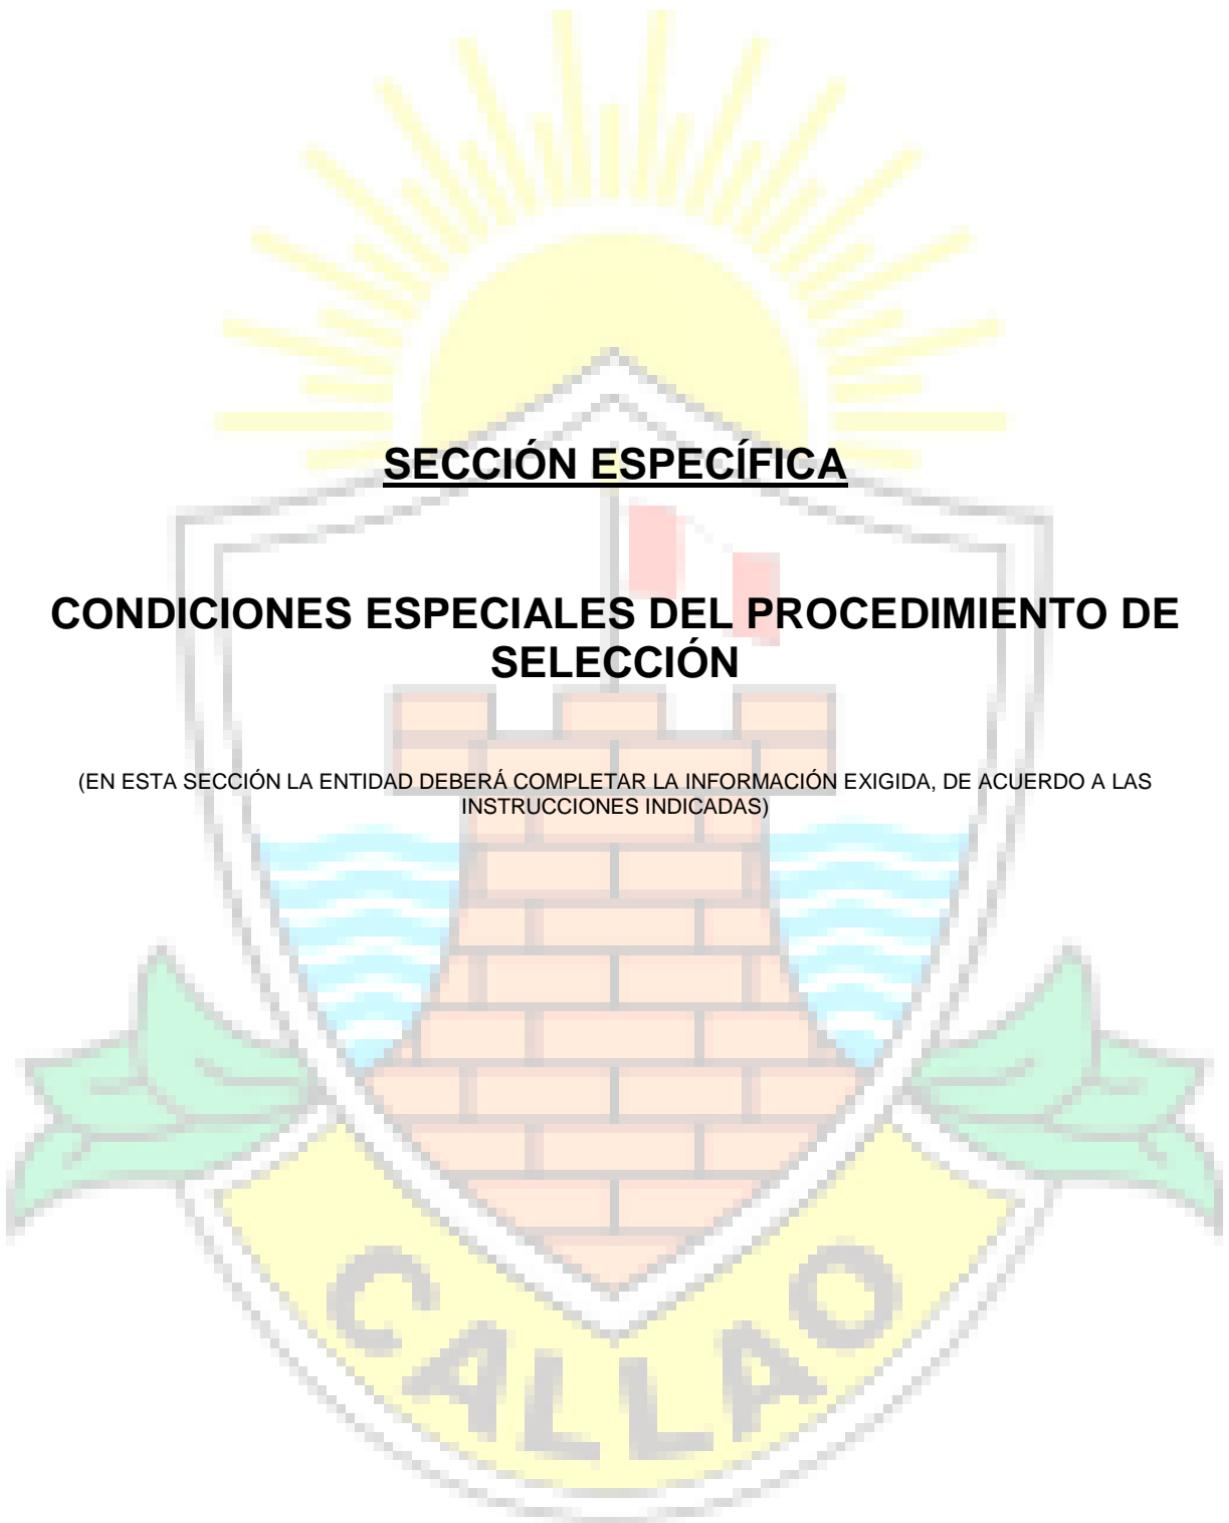 SECCIÓN ESPECÍFICA
CONDICIONES ESPECIALES DEL PROCEDIMIENTO DE
SELECCIÓN
(EN ESTA SECCIÓN LA ENTIDAD DEBERÁ COMPLETAR LA INFORMACIÓN EXIGIDA, DE ACUERDO A LAS
INSTRUCCIONES INDICADAS)
CALLAO